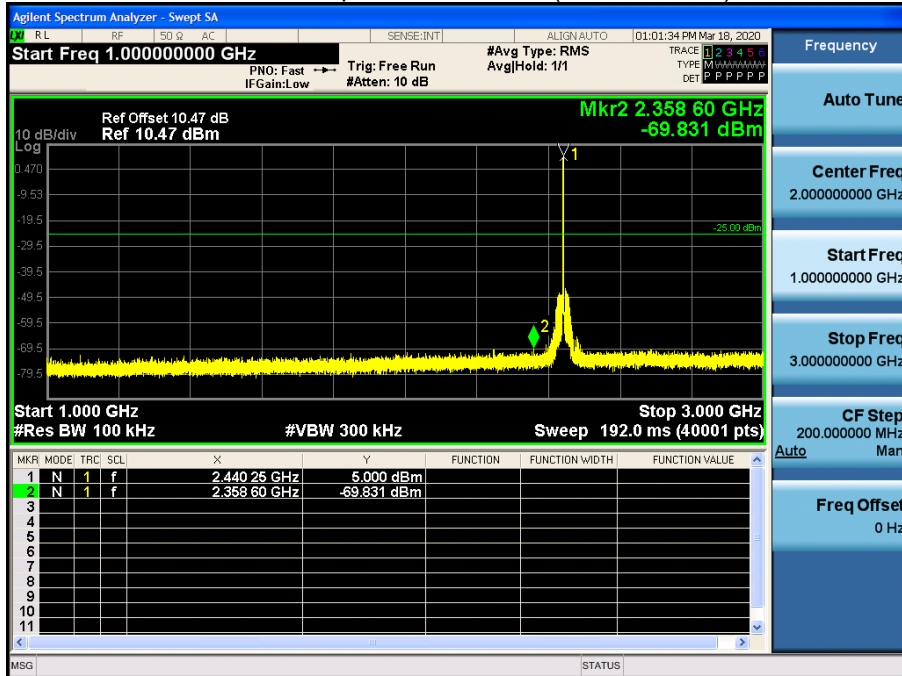 Agilent Spectrum Analyzer - Swept SA
LXI RL RF 50 Ω AC SENSE:INT ALIGN AUTO 01:01:34 PM Mar 18, 2020
Start Freq 1.000000000 GHz
PNO: Fast
IFGain:Low
Trig: Free Run
#Atten: 10 dB
#Avg Type: RMS
Avg|Hold: 1/1
TRACE 1 2 3 4 5 6
TYPE M
DET P P P P P P
Frequency
Mkr2 2.358 60 GHz
-69.831 dBm
Ref Offset 10.47 dB
10 dB/div Ref 10.47 dBm
Log
0.470
-9.53
-19.5
-29.5
-39.5
-49.5
-59.5
-69.5
-79.5
1
-25.00 dBm
2
Start 1.000 GHz Stop 3.000 GHz
#Res BW 100 kHz #VBW 300 kHz Sweep 192.0 ms (40001 pts)
MKR MODE TRC SCL X Y FUNCTION FUNCTION WIDTH FUNCTION VALUE
1 N 1 f 2.440 25 GHz 5.000 dBm
2 N 1 f 2.358 60 GHz -69.831 dBm
3
4
5
6
7
8
9
10
11
MSG STATUS
Auto Tune
Center Freq
2.000000000 GHz
Start Freq
1.000000000 GHz
Stop Freq
3.000000000 GHz
CF Step
200.000000 MHz
Auto Man
Freq Offset
0 Hz